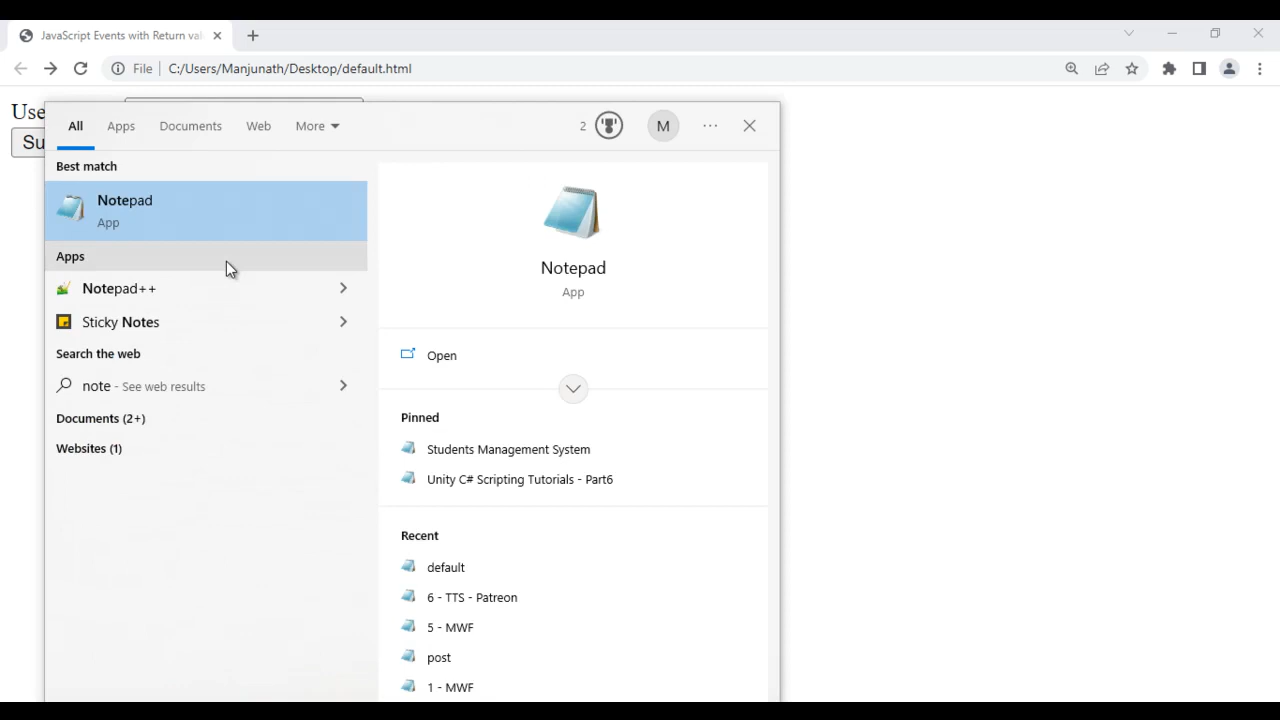 JavaScript Events with Return val
File
C:/Users/Manjunath/Desktop/default.html
Use
Su
All
Apps
Documents
Web
More
2
M
Best match
Notepad
App
Apps
Notepad++
Sticky Notes
Search the web
note - See web results
Documents (2+)
Websites (1)
Notepad
App
Open
Pinned
Students Management System
Unity C# Scripting Tutorials - Part6
Recent
default
6 - TTS - Patreon
5 - MWF
post
1 - MWF